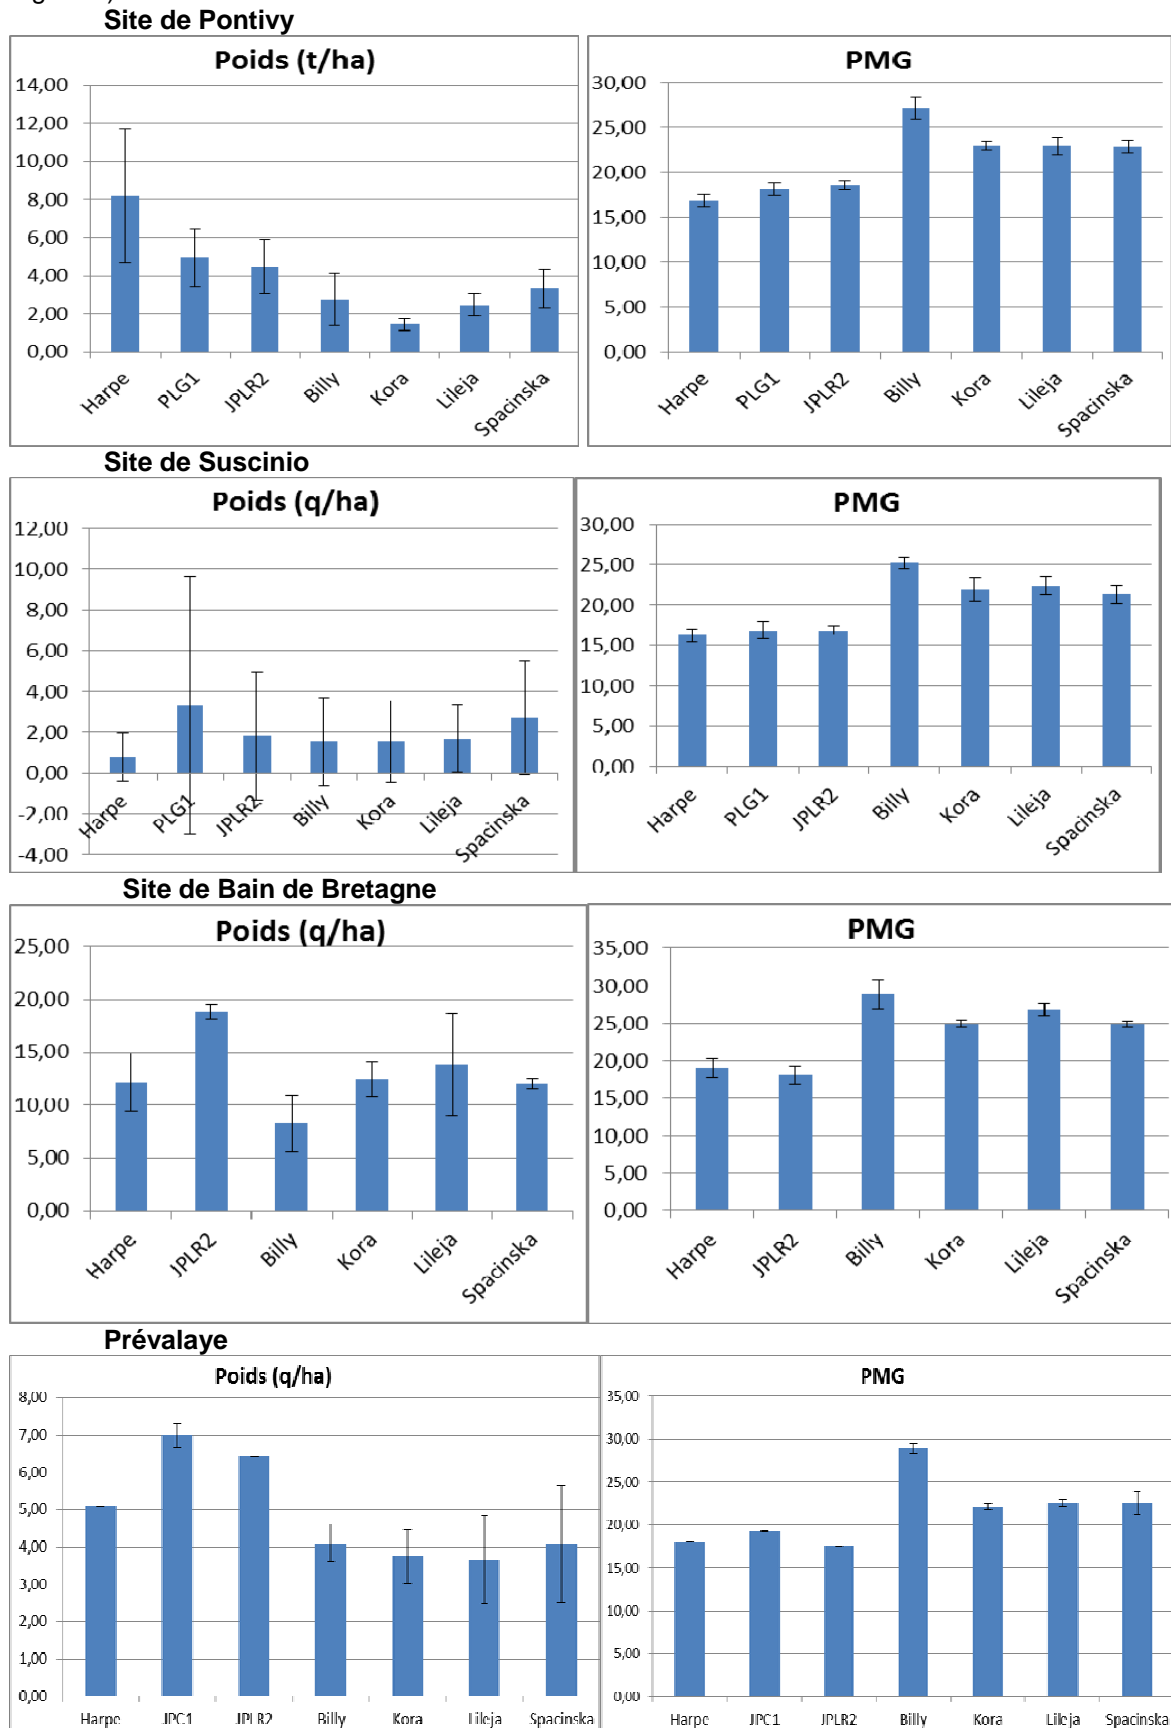 Site de Pontivy
Poids (t/ha)
14,00
12,00
10,00
8,00
6,00
4,00
2,00
0,00
Harpe
PLG1
JPLR2
Billy
Kora
Lileja
Spacinska
PMG
30,00
25,00
20,00
15,00
10,00
5,00
0,00
Harpe
PLG1
JPLR2
Billy
Kora
Lileja
Spacinska
Site de Suscinio
Poids (q/ha)
12,00
10,00
8,00
6,00
4,00
2,00
0,00
-2,00
-4,00
Harpe
PLG1
JPLR2
Billy
Kora
Lileja
Spacinska
PMG
30,00
25,00
20,00
15,00
10,00
5,00
0,00
Harpe
PLG1
JPLR2
Billy
Kora
Lileja
Spacinska
Site de Bain de Bretagne
Poids (q/ha)
25,00
20,00
15,00
10,00
5,00
0,00
Harpe
JPLR2
Billy
Kora
Lileja
Spacinska
PMG
35,00
30,00
25,00
20,00
15,00
10,00
5,00
0,00
Harpe
JPLR2
Billy
Kora
Lileja
Spacinska
Prévalaye
Poids (q/ha)
8,00
7,00
6,00
5,00
4,00
3,00
2,00
1,00
0,00
Harpe
JPC1
JPLR2
Billy
Kora
Lileja
Spacinska
PMG
35,00
30,00
25,00
20,00
15,00
10,00
5,00
0,00
Harpe
JPC1
JPLR2
Billy
Kora
Lileja
Spacinska